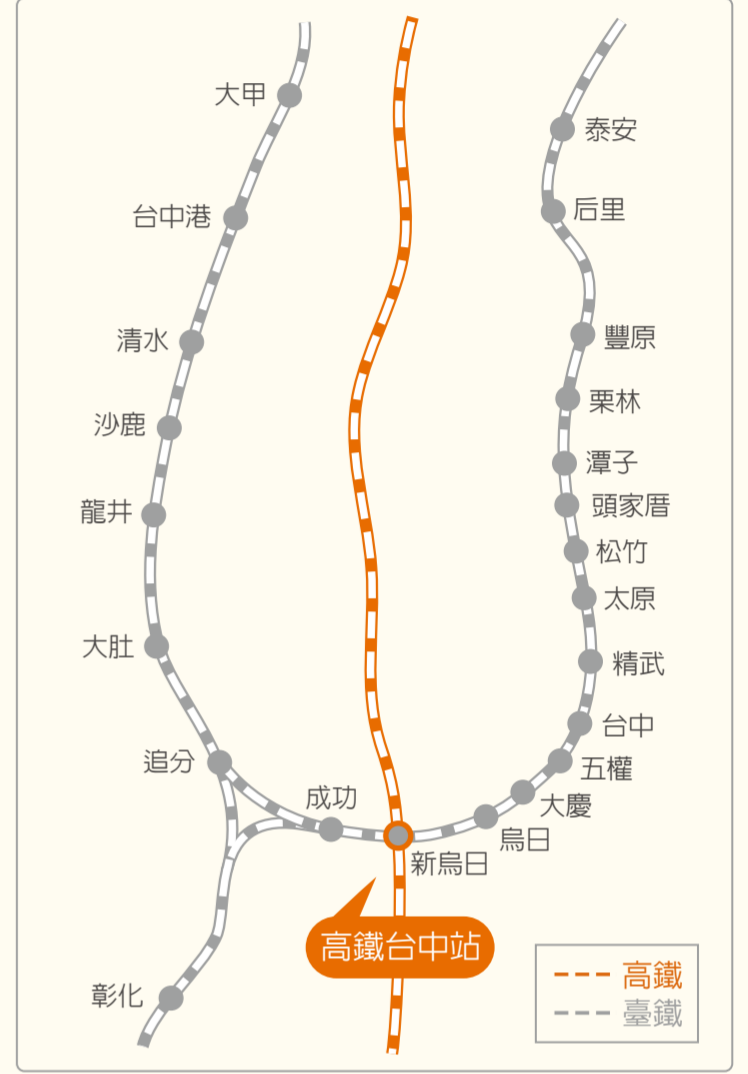 大甲
台中港
清水
沙鹿
龍井
大肚
追分
成功
彰化
泰安
后里
豐原
栗林
潭子
頭家厝
松竹
太原
精武
台中
五權
大慶
烏日
新烏日
高鐵台中站
高鐵
臺鐵